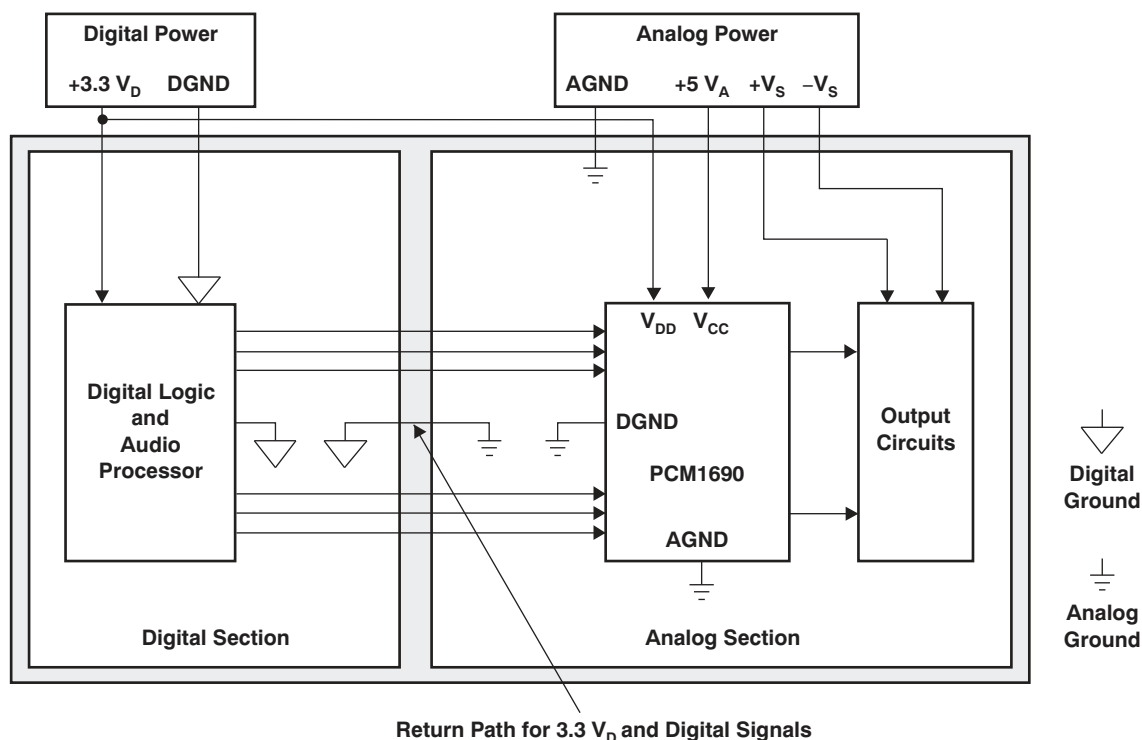 Digital Power
+3.3 V_D DGND
Analog Power
AGND +5 V_A +V_S –V_S
V_DD V_CC
Digital Logic
and
Audio
Processor
DGND
PCM1690
AGND
Output
Circuits
Digital
Ground
Analog
Ground
Digital Section
Analog Section
Return Path for 3.3 V_D and Digital Signals